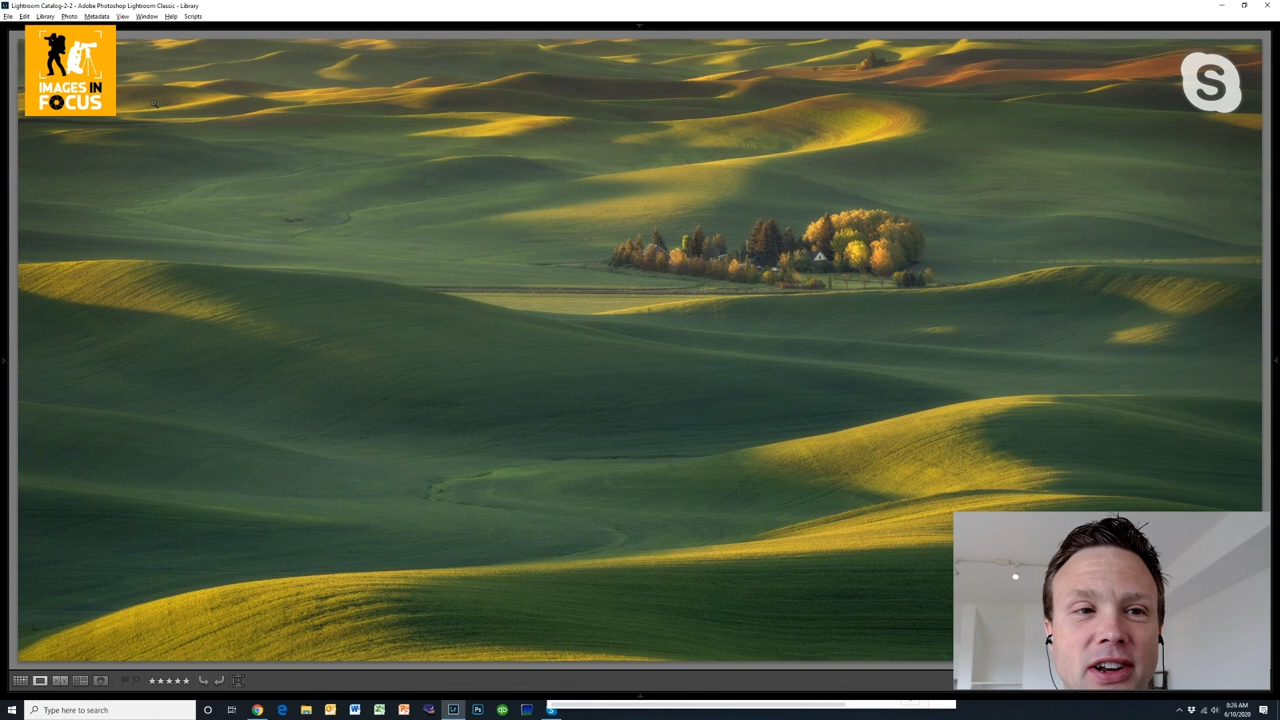 Lightroom Catalog-2-2 - Adobe Photoshop Lightroom Classic - Library
File Edit Library Photo Metadata View Window Help Scripts
IMAGES IN
FOCUS
S
Type here to search
8:26 AM
6/10/2020